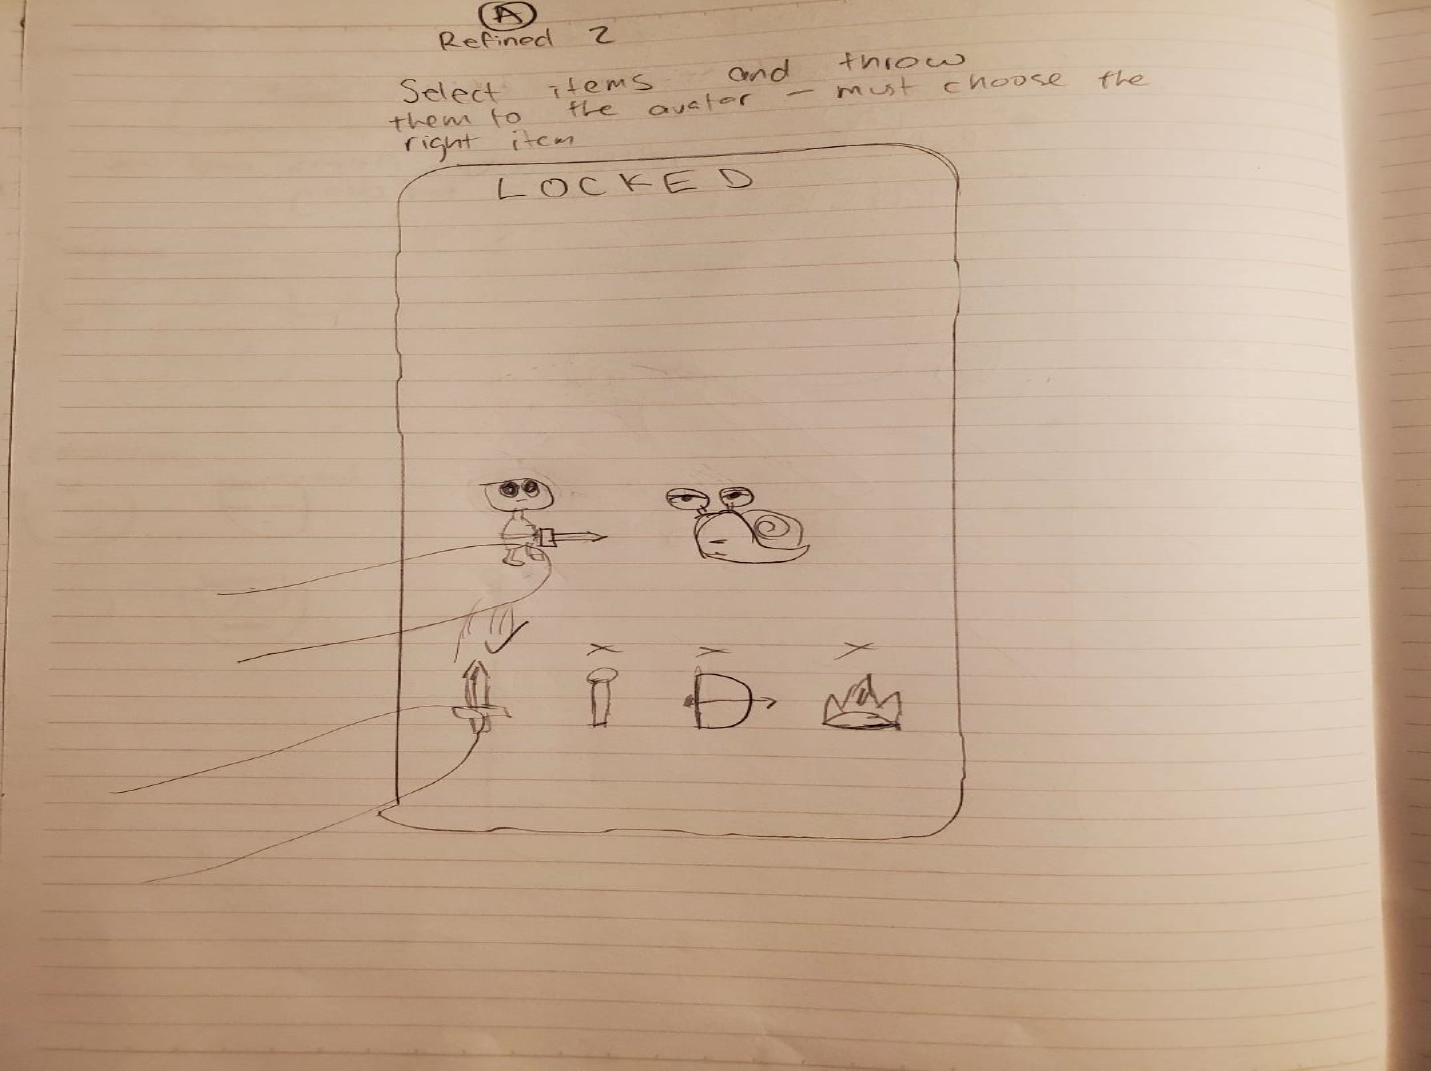 A
Refined 2
Select items and throw
them to the avatar - must choose the
right item
LOCKED